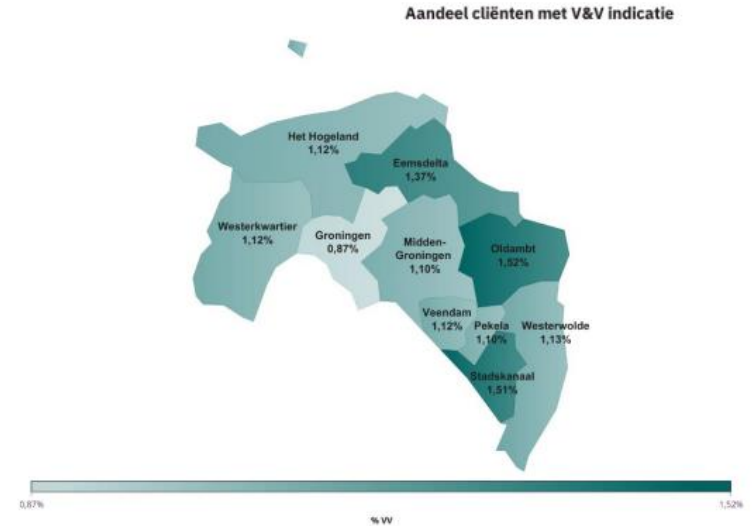 Aandeel cliënten met V&V indicatie
Het Hogeland
1,12%
Eemsdelta
1,37%
Westerkwartier
1,12%
Groningen
0,87%
Midden-
Groningen
1,10%
Oldambt
1,52%
Veendam
1,12%
Pekela
1,10%
Westerwolde
1,13%
Stadskanaal
1,51%
0,87%
1,52%
% VV